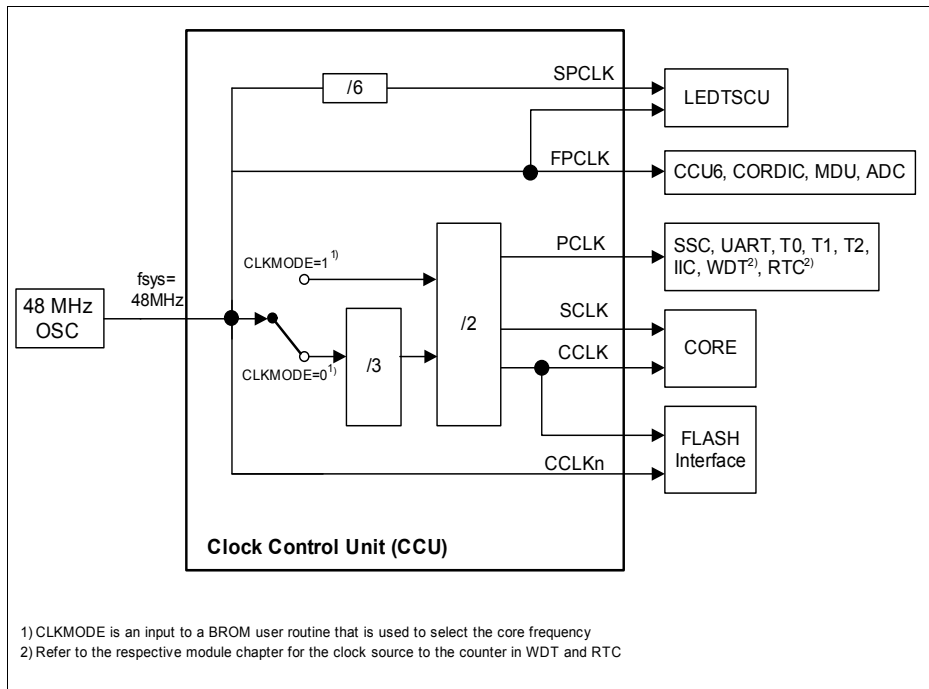 SPCLK
/6
LEDTSCU
FPCLK
CCU6, CORDIC, MDU, ADC
PCLK
CLKMODE=1¹⁾
SSC, UART, T0, T1, T2,
IIC, WDT²⁾, RTC²⁾
fsys=
48MHz
48 MHz
OSC
/2
SCLK
/3
CORE
CCLK
CLKMODE=0¹⁾
FLASH
Interface
CCLKn
Clock Control Unit (CCU)
1) CLKMODE is an input to a BROM user routine that is used to select the core frequency
2) Refer to the respective module chapter for the clock source to the counter in WDT and RTC